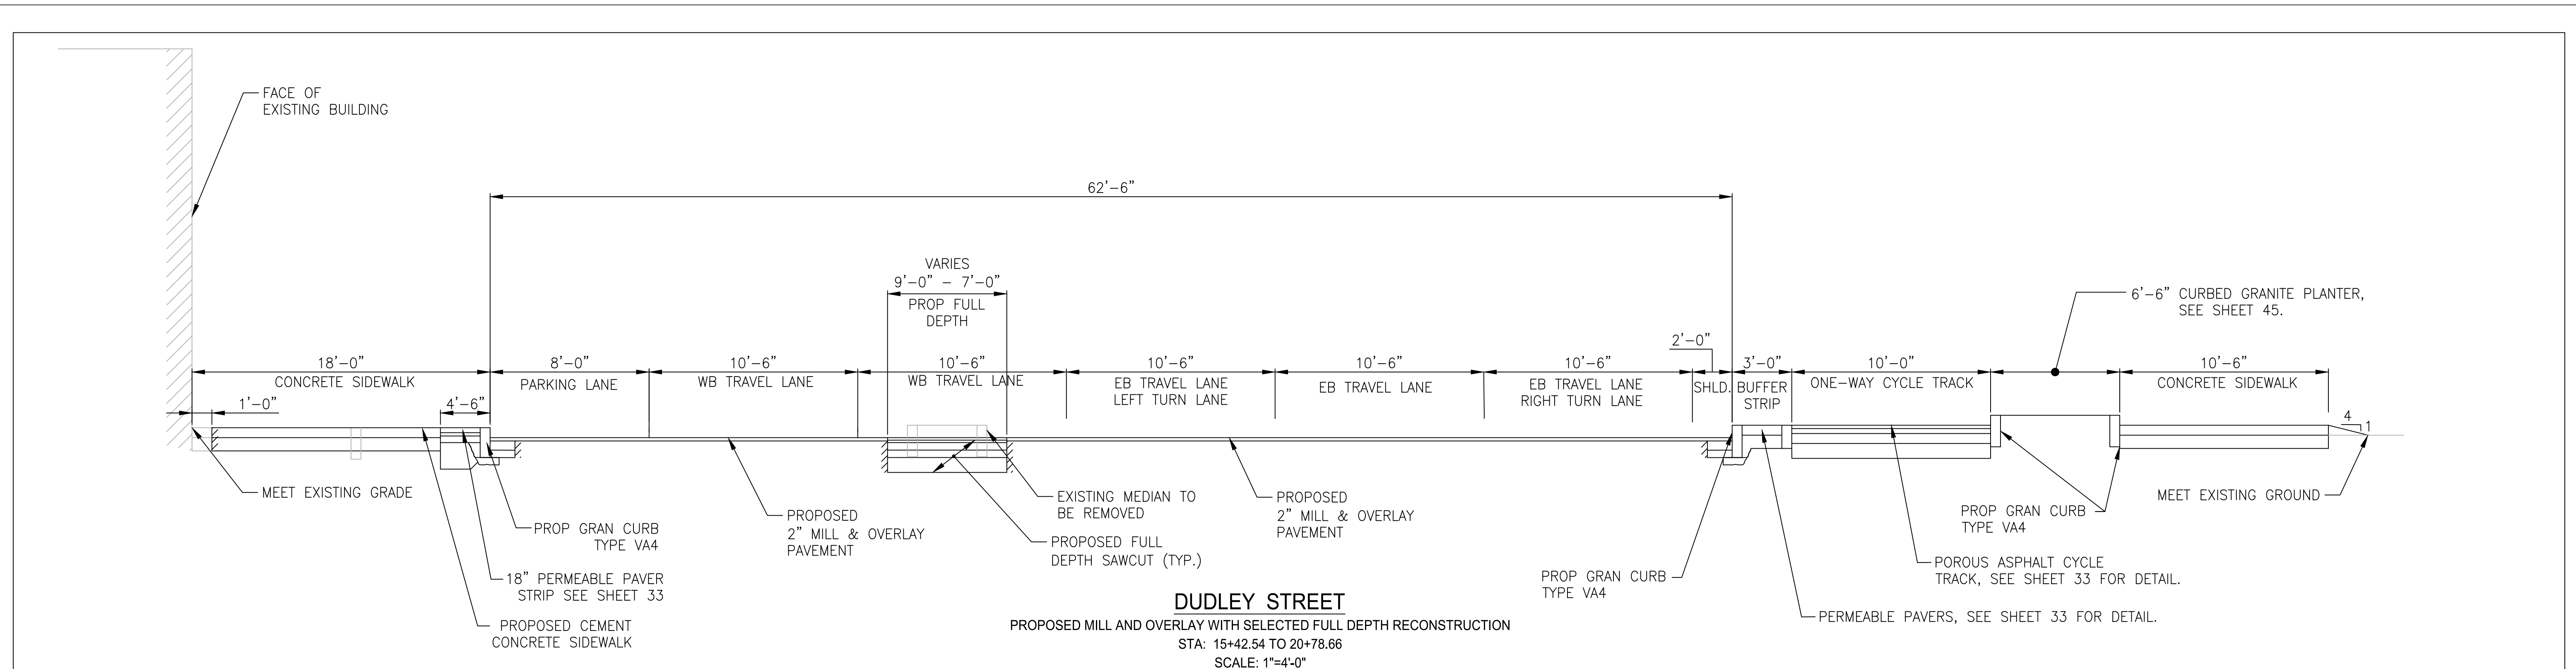 FACE OF
EXISTING BUILDING
62'-6"
VARIES
9'-0" - 7'-0"
PROP FULL
DEPTH
6'-6" CURBED GRANITE PLANTER,
SEE SHEET 45.
18'-0"
CONCRETE SIDEWALK
8'-0"
PARKING LANE
10'-6"
WB TRAVEL LANE
10'-6"
WB TRAVEL LANE
10'-6"
EB TRAVEL LANE
LEFT TURN LANE
10'-6"
EB TRAVEL LANE
10'-6"
EB TRAVEL LANE
RIGHT TURN LANE
2'-0"
SHLD.
3'-0"
BUFFER
STRIP
10'-0"
ONE-WAY CYCLE TRACK
10'-6"
CONCRETE SIDEWALK
1'-0"
4'-6"
4
1
MEET EXISTING GRADE
PROP GRAN CURB
TYPE VA4
18" PERMEABLE PAVER
STRIP SEE SHEET 33
PROPOSED CEMENT
CONCRETE SIDEWALK
PROPOSED
2" MILL & OVERLAY
PAVEMENT
EXISTING MEDIAN TO
BE REMOVED
PROPOSED FULL
DEPTH SAWCUT (TYP.)
PROPOSED
2" MILL & OVERLAY
PAVEMENT
PROP GRAN CURB
TYPE VA4
MEET EXISTING GROUND
PROP GRAN CURB
TYPE VA4
POROUS ASPHALT CYCLE
TRACK, SEE SHEET 33 FOR DETAIL.
PERMEABLE PAVERS, SEE SHEET 33 FOR DETAIL.
DUDLEY STREET
PROPOSED MILL AND OVERLAY WITH SELECTED FULL DEPTH RECONSTRUCTION
STA: 15+42.54 TO 20+78.66
SCALE: 1"=4'-0"